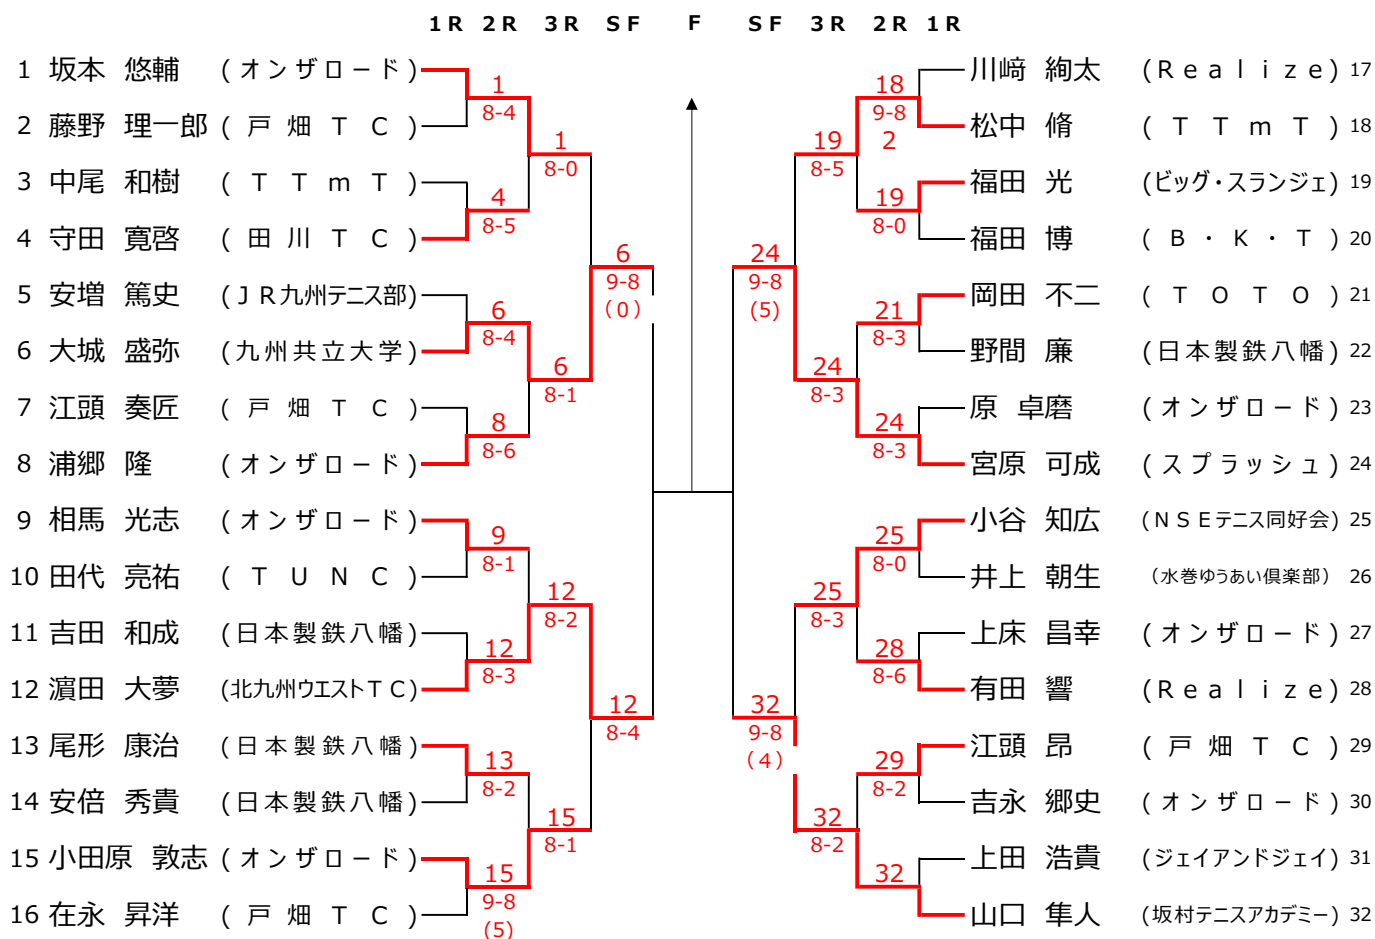 1R 2R 3R SF F SF 3R 2R 1R
1 坂本 悠輔 (オンザロード)
2 藤野 理一郎 (戸畑TC)
3 中尾 和樹 (TTmT)
4 守田 寛啓 (田川TC)
5 安増 篤史 (JR九州テニス部)
6 大城 盛弥 (九州共立大学)
7 江頭 奏匠 (戸畑TC)
8 浦郷 隆 (オンザロード)
9 相馬 光志 (オンザロード)
10 田代 亮祐 (TUNC)
11 吉田 和成 (日本製鉄八幡)
12 濵田 大夢 (北九州ウエストTC)
13 尾形 康治 (日本製鉄八幡)
14 安倍 秀貴 (日本製鉄八幡)
15 小田原 敦志 (オンザロード)
16 在永 昇洋 (戸畑TC)
1
8-4
4
8-5
6
8-4
8
8-6
9
8-1
12
8-3
13
8-2
15
9-8
(5)
1
8-0
6
8-1
12
8-2
15
8-1
6
9-8
(0)
12
8-4
24
9-8
(5)
32
9-8
(4)
19
8-5
24
8-3
25
8-3
32
8-2
18
9-8
2
19
8-0
21
8-3
24
8-3
25
8-0
28
8-6
29
8-2
32
川﨑 絢太 (Realize) 17
松中 脩 (TTmT) 18
福田 光 (ビッグ・スランジェ) 19
福田 博 (B・K・T) 20
岡田 不二 (TOTO) 21
野間 廉 (日本製鉄八幡) 22
原 卓磨 (オンザロード) 23
宮原 可成 (スプラッシュ) 24
小谷 知広 (NSEテニス同好会) 25
井上 朝生 (水巻ゆうあい倶楽部) 26
上床 昌幸 (オンザロード) 27
有田 響 (Realize) 28
江頭 昂 (戸畑TC) 29
吉永 郷史 (オンザロード) 30
上田 浩貴 (ジェイアンドジェイ) 31
山口 隼人 (坂村テニスアカデミー) 32